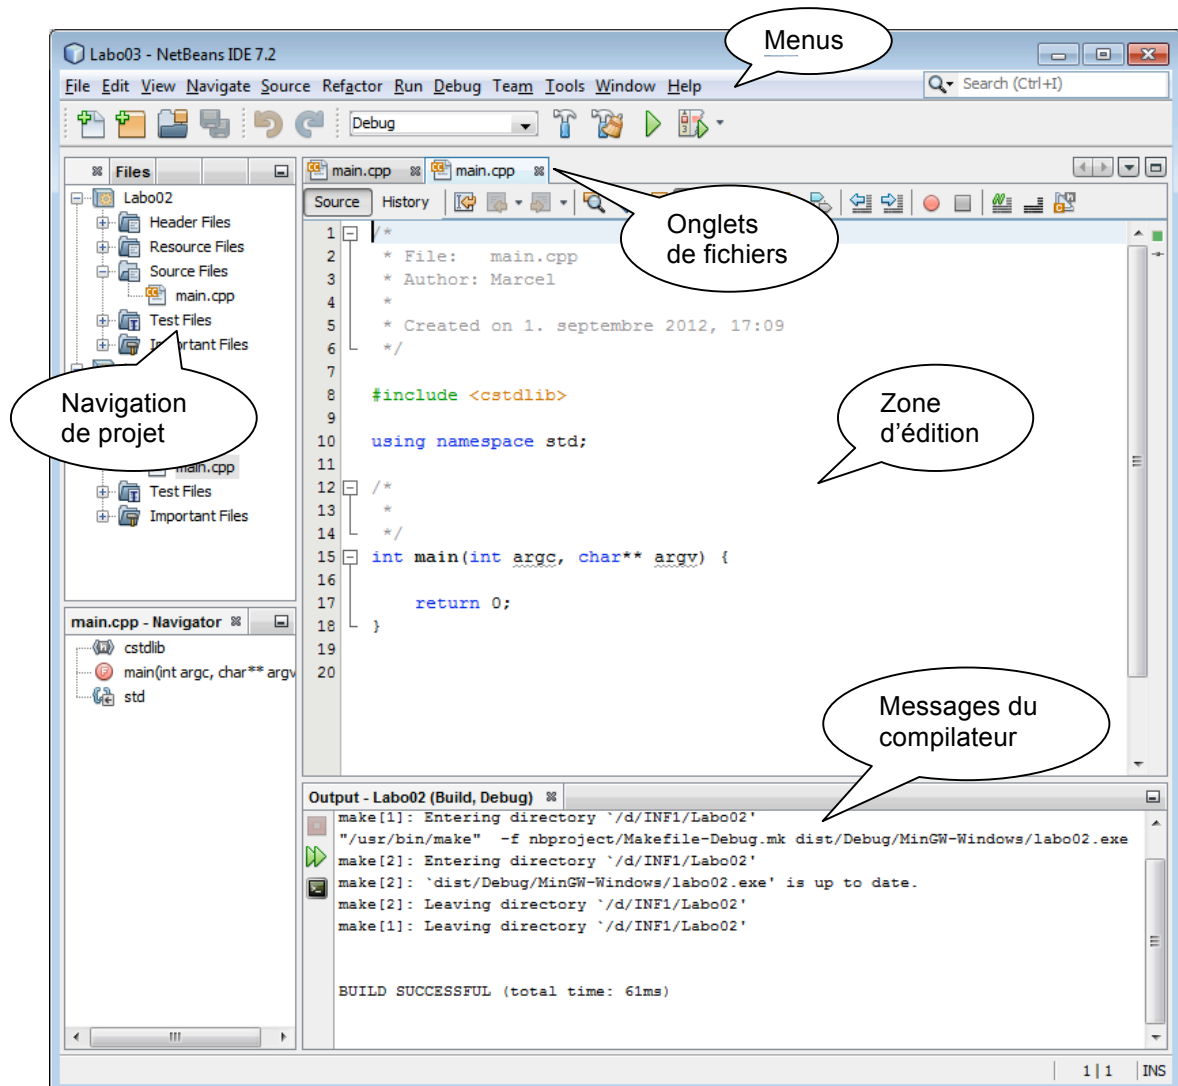 Menus
Labo03 - NetBeans IDE 7.2
File Edit View Navigate Source Refactor Run Debug Team Tools Window Help
Search (Ctrl+I)
Debug
Files
Labo02
Header Files
Resource Files
Source Files
main.cpp
Test Files
Important Files
Navigation
de projet
main.cpp
Test Files
Important Files
main.cpp - Navigator
cstdlib
main(int argc, char** argv
std
main.cpp
main.cpp
Source History
Onglets
de fichiers
1 /*
2 * File: main.cpp
3 * Author: Marcel
4 *
5 * Created on 1. septembre 2012, 17:09
6 */
7
8 #include <cstdlib>
9
10 using namespace std;
11
12 /*
13 *
14 */
15 int main(int argc, char** argv) {
16
17 return 0;
18 }
19
20
Zone
d'édition
Messages du
compilateur
Output - Labo02 (Build, Debug)
make[1]: Entering directory `/d/INF1/Labo02'
"/usr/bin/make" -f nbproject/Makefile-Debug.mk dist/Debug/MinGW-Windows/labo02.exe
make[2]: Entering directory `/d/INF1/Labo02'
make[2]: `dist/Debug/MinGW-Windows/labo02.exe' is up to date.
make[2]: Leaving directory `/d/INF1/Labo02'
make[1]: Leaving directory `/d/INF1/Labo02'
BUILD SUCCESSFUL (total time: 61ms)
1|1 INS